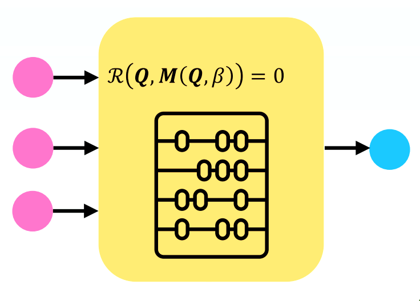 ℛ(𝑸, 𝑴(𝑸, 𝛽)) = 0